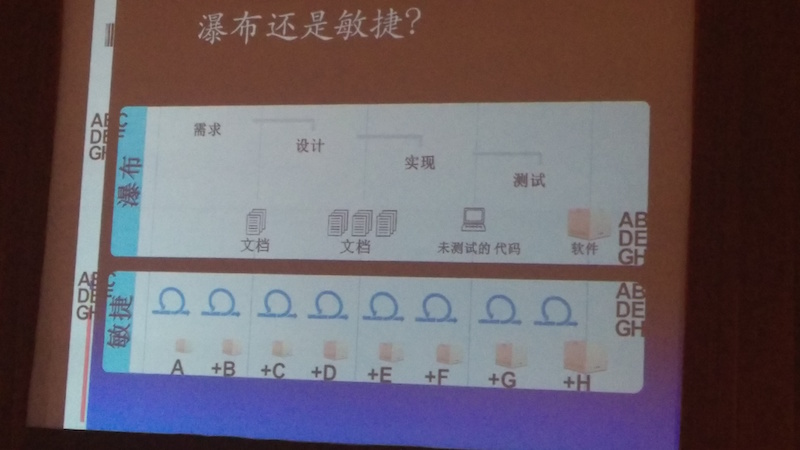 瀑布还是敏捷?
需求
设计
实现
测试
瀑布
文档
文档
未测试的 代码
软件
AB
DE
GH
AB
DE
GH
敏捷
A +B +C +D +E +F +G +H
AB
DE
GH
AB
DE
GH